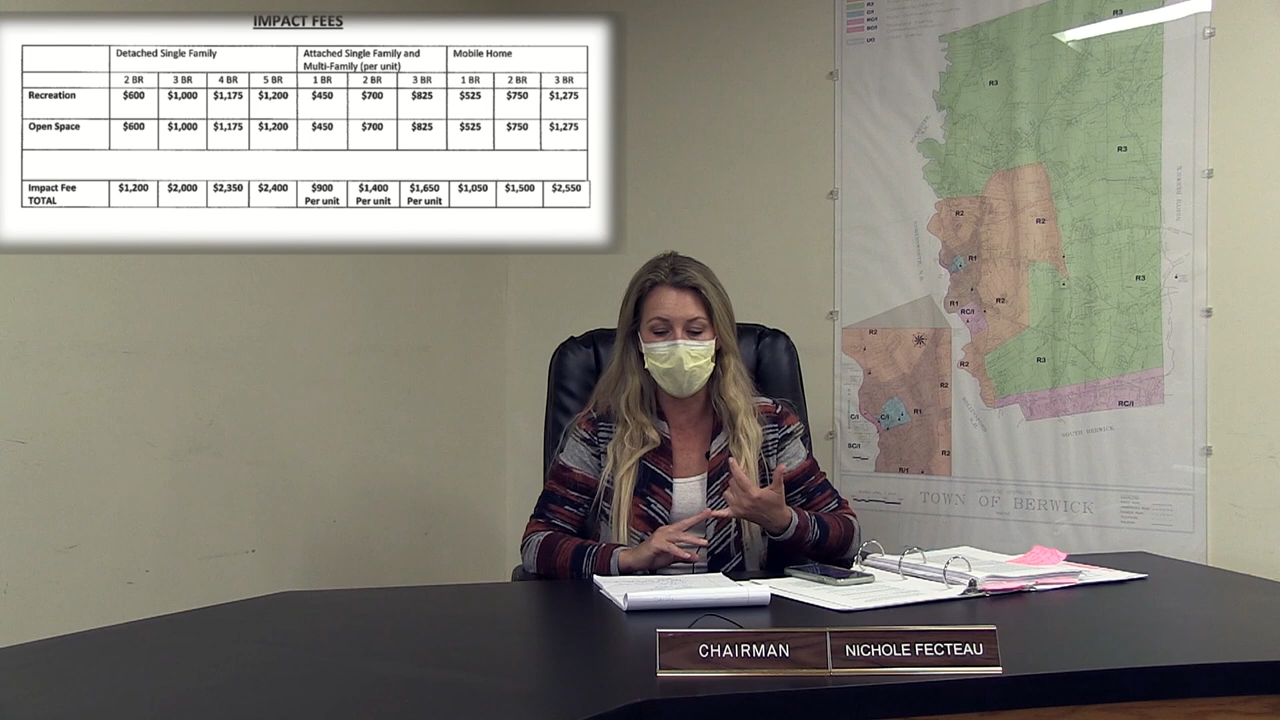 IMPACT FEES
Detached Single Family Attached Single Family and Mobile Home
Multi-Family (per unit)
2 BR 3 BR 4 BR 5 BR 1 BR 2 BR 3 BR 1 BR 2 BR 3 BR
Recreation $600 $1,000 $1,175 $1,200 $450 $700 $825 $525 $750 $1,275
Open Space $600 $1,000 $1,175 $1,200 $450 $700 $825 $525 $750 $1,275
Impact Fee $1,200 $2,000 $2,350 $2,400 $900 $1,400 $1,650 $1,050 $1,500 $2,550
TOTAL Per unit Per unit Per unit
R3
R3
R3
R2
R2
R1
R3
R1
R2
RC/I
R2
R3
R2
R2
RC/I
C/I
C/I
R1
SC/I
R2
R/1
SOUTH BERWICK
TOWN OF BERWICK
CHAIRMAN NICHOLE FECTEAU